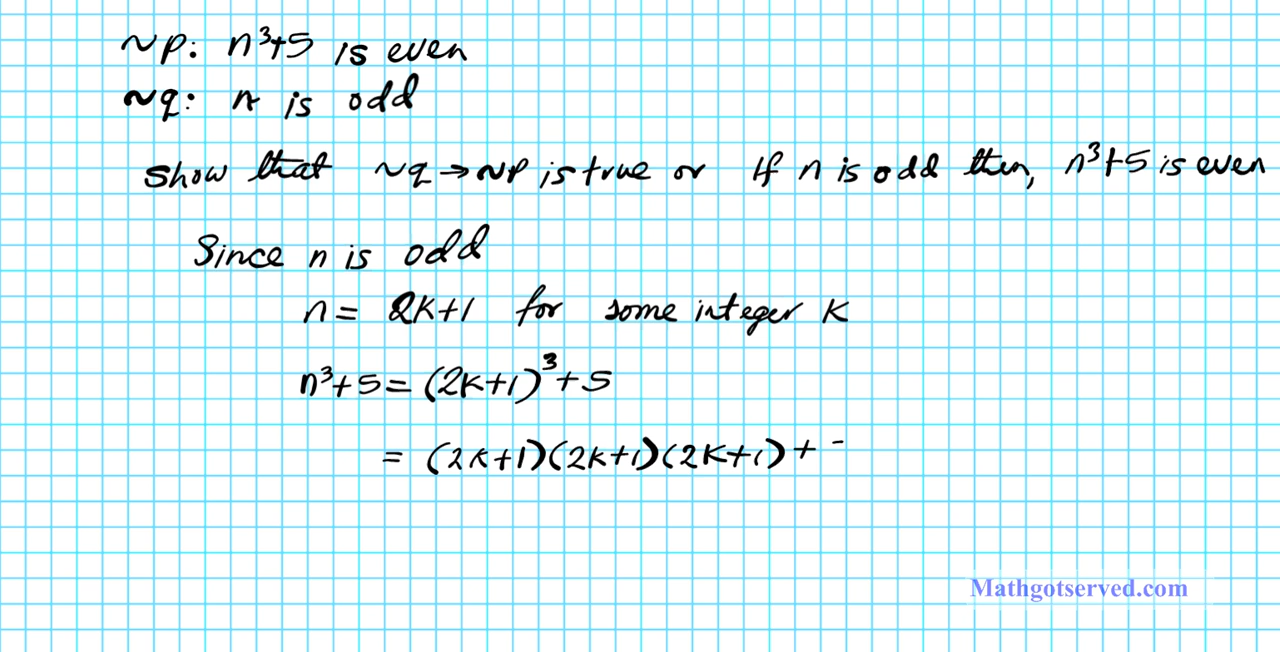 ~p: n³+5 is even
~q: n is odd
show that ~q→~p is true or If n is odd then, n³+5 is even
Since n is odd
n = 2k+1 for some integer k
n³+5 = (2k+1)³+5
= (2k+1)(2k+1)(2k+1)+
Mathgotserved.com